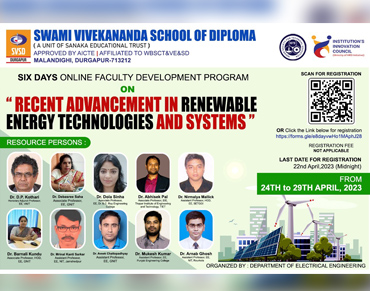 SVSD
DURGAPUR
SWAMI VIVEKANANDA SCHOOL OF DIPLOMA
( A UNIT OF SANAKA EDUCATIONAL TRUST )
APPROVED BY AICTE | AFFILIATED TO WBSCT&VE&SD
MALANDIGHI, DURGAPUR-713212
INSTITUTION'S
INNOVATION
COUNCIL
SIX DAYS ONLINE FACULTY DEVELOPMENT PROGRAM
ON
“ RECENT ADVANCEMENT IN RENEWABLE
ENERGY TECHNOLOGIES AND SYSTEMS ”
SCAN FOR REGISTRATION
OR Click the Link below for registration
REGISTRATION FEE
NOT APPLICABLE
LAST DATE FOR REGISTRATION
22nd April,2023 (Midnight)
FROM
24TH to 29TH APRIL, 2023
RESOURCE PERSONS :
Dr. D.P. Kothari
Dr. Debasree Saha
Dr. Dola Sinha
Dr. Abhisek Pal
Dr. Nirmalya Mallick
Dr. Barnali Kundu
Dr. Mrinal Kanti Sarkar
Dr. Mukesh Kumar
Dr. Arnab Ghosh
ORGANIZED BY : DEPARTMENT OF ELECTRICAL ENGINEERING